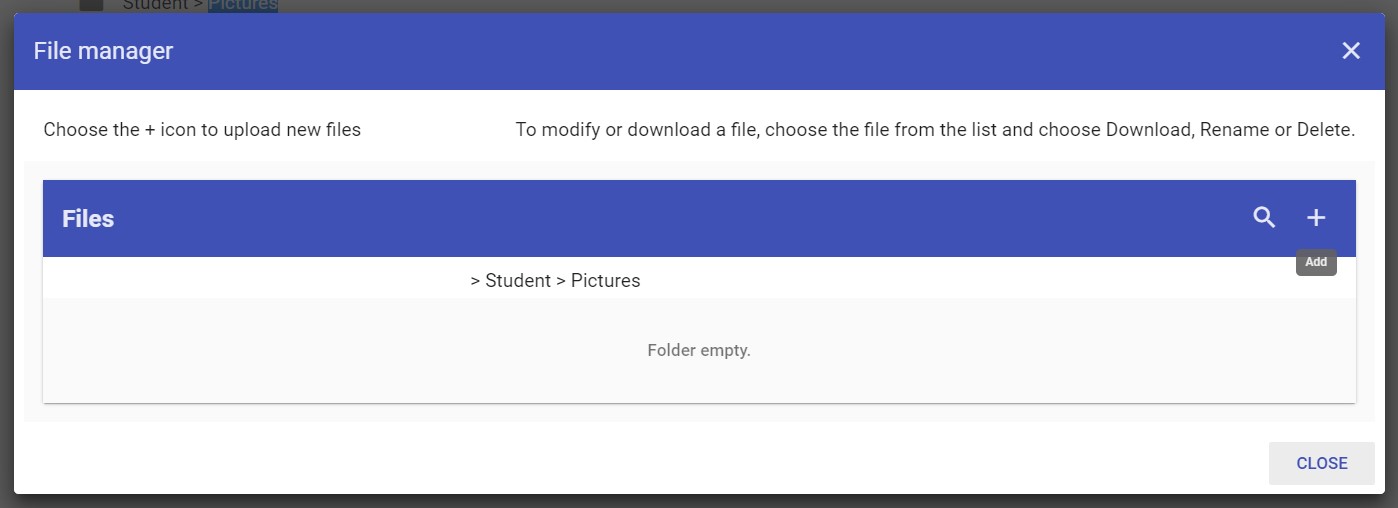 Student > Pictures
File manager
Choose the + icon to upload new files
To modify or download a file, choose the file from the list and choose Download, Rename or Delete.
Files
Add
> Student > Pictures
Folder empty.
CLOSE